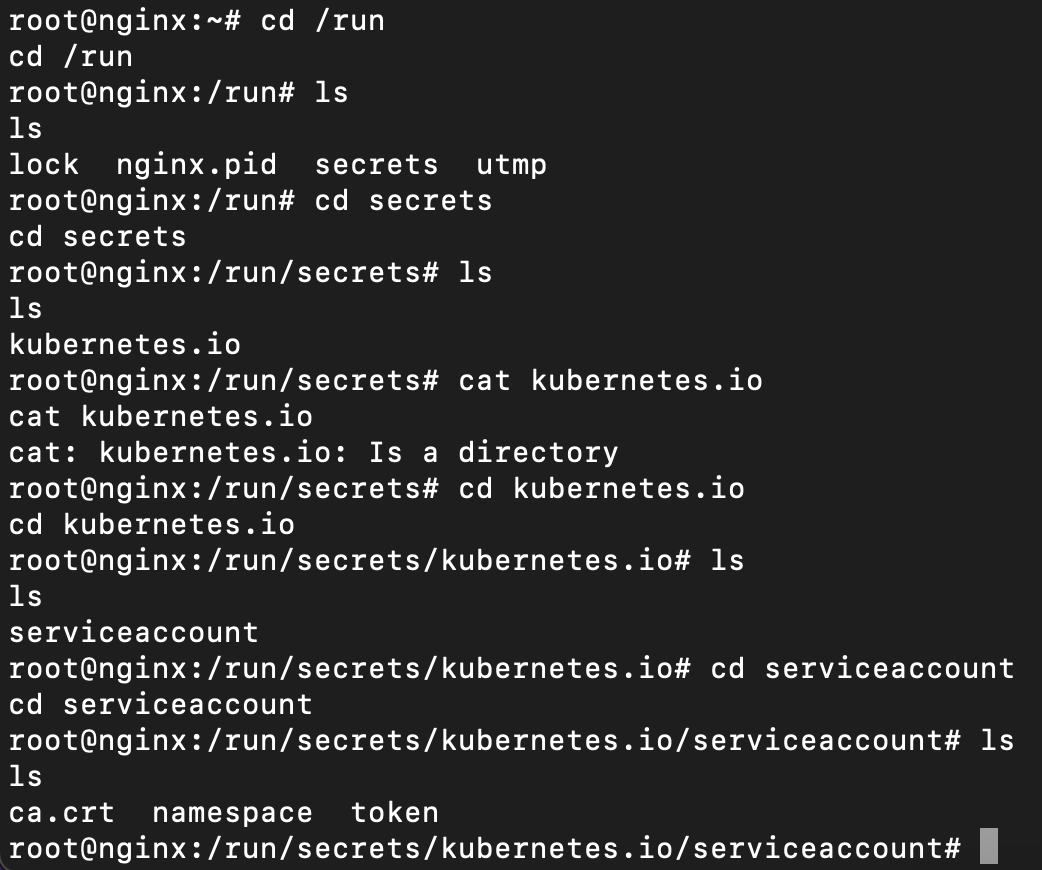 root@nginx:~# cd /run
cd /run
root@nginx:/run# ls
ls
lock  nginx.pid  secrets  utmp
root@nginx:/run# cd secrets
cd secrets
root@nginx:/run/secrets# ls
ls
kubernetes.io
root@nginx:/run/secrets# cat kubernetes.io
cat kubernetes.io
cat: kubernetes.io: Is a directory
root@nginx:/run/secrets# cd kubernetes.io
cd kubernetes.io
root@nginx:/run/secrets/kubernetes.io# ls
ls
serviceaccount
root@nginx:/run/secrets/kubernetes.io# cd serviceaccount
cd serviceaccount
root@nginx:/run/secrets/kubernetes.io/serviceaccount# ls
ls
ca.crt  namespace  token
root@nginx:/run/secrets/kubernetes.io/serviceaccount#